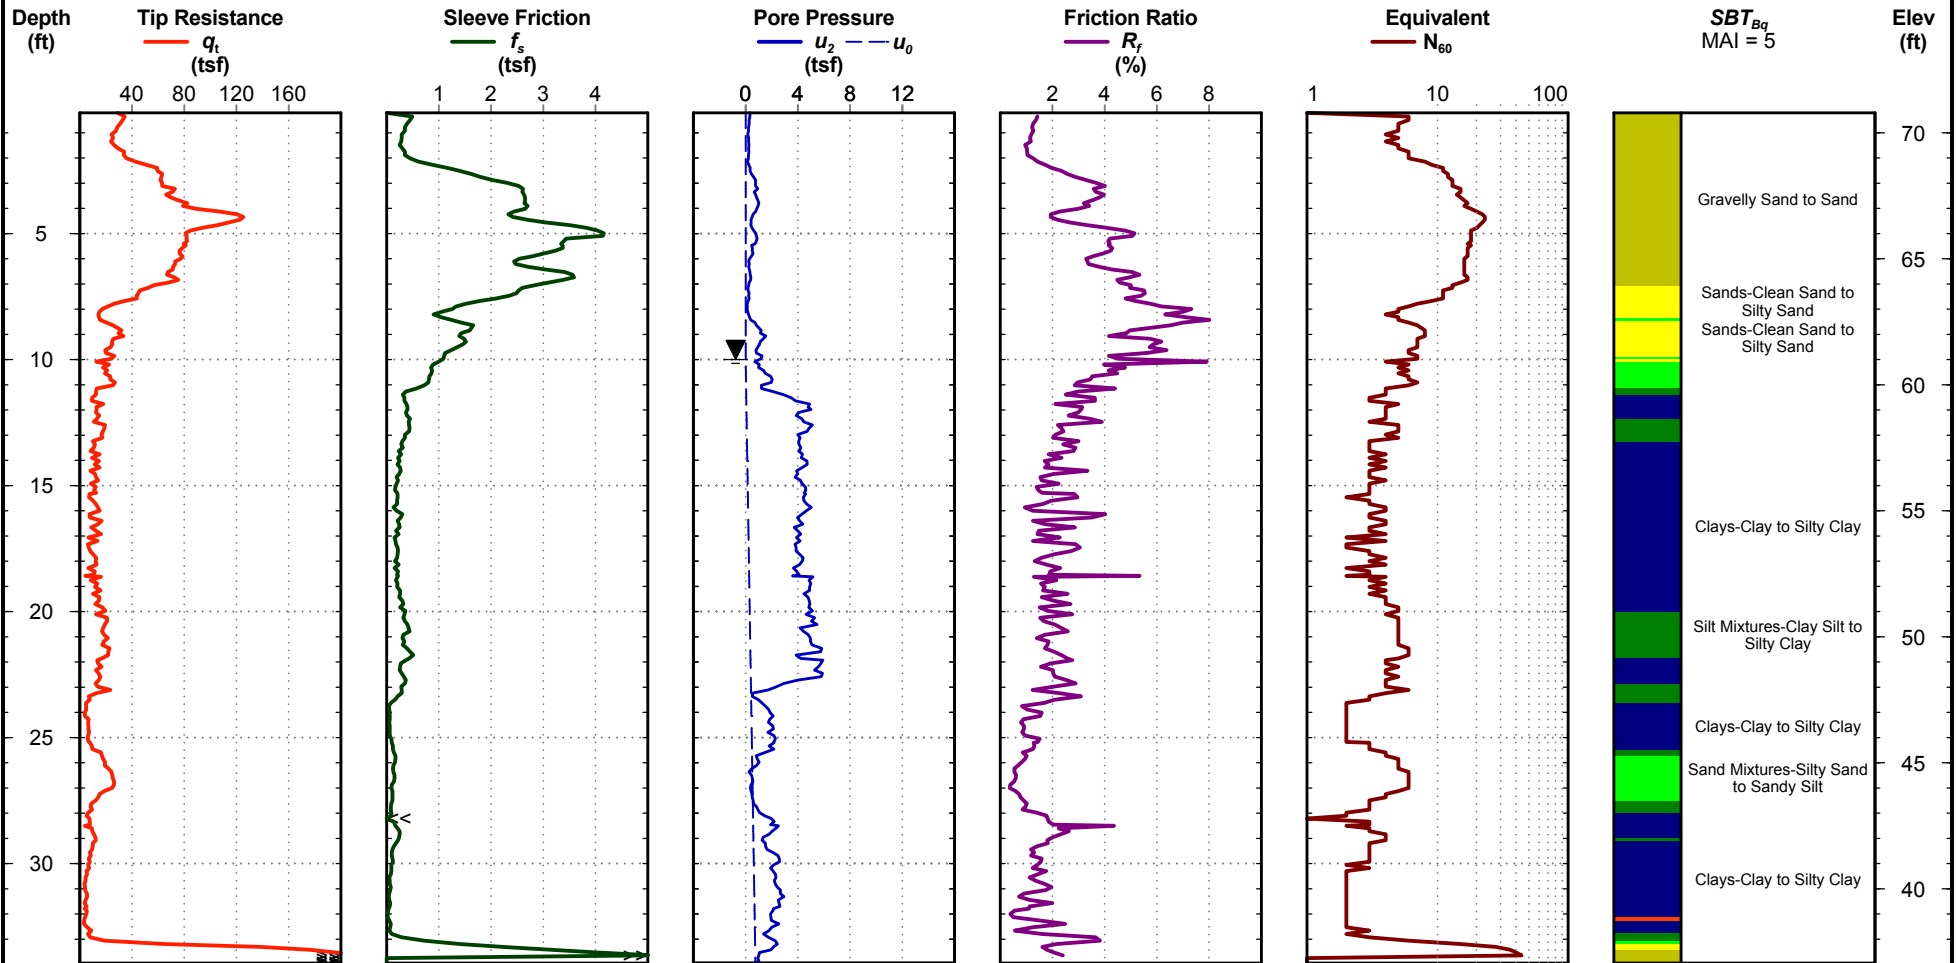 Depth
(ft)
Tip Resistance
qt
(tsf)
40 80 120 160
Sleeve Friction
fs
(tsf)
1 2 3 4
Pore Pressure
u2 u0
(tsf)
0 4 8 12
Friction Ratio
Rf
(%)
2 4 6 8
Equivalent
N60
1 10 100
SBTBq
MAI = 5
Elev
(ft)
5
10
15
20
25
30
<
>>
Gravelly Sand to Sand
Sands-Clean Sand to
Silty Sand
Sands-Clean Sand to
Silty Sand
Clays-Clay to Silty Clay
Silt Mixtures-Clay Silt to
Silty Clay
Clays-Clay to Silty Clay
Sand Mixtures-Silty Sand
to Sandy Silt
Clays-Clay to Silty Clay
70
65
60
55
50
45
40